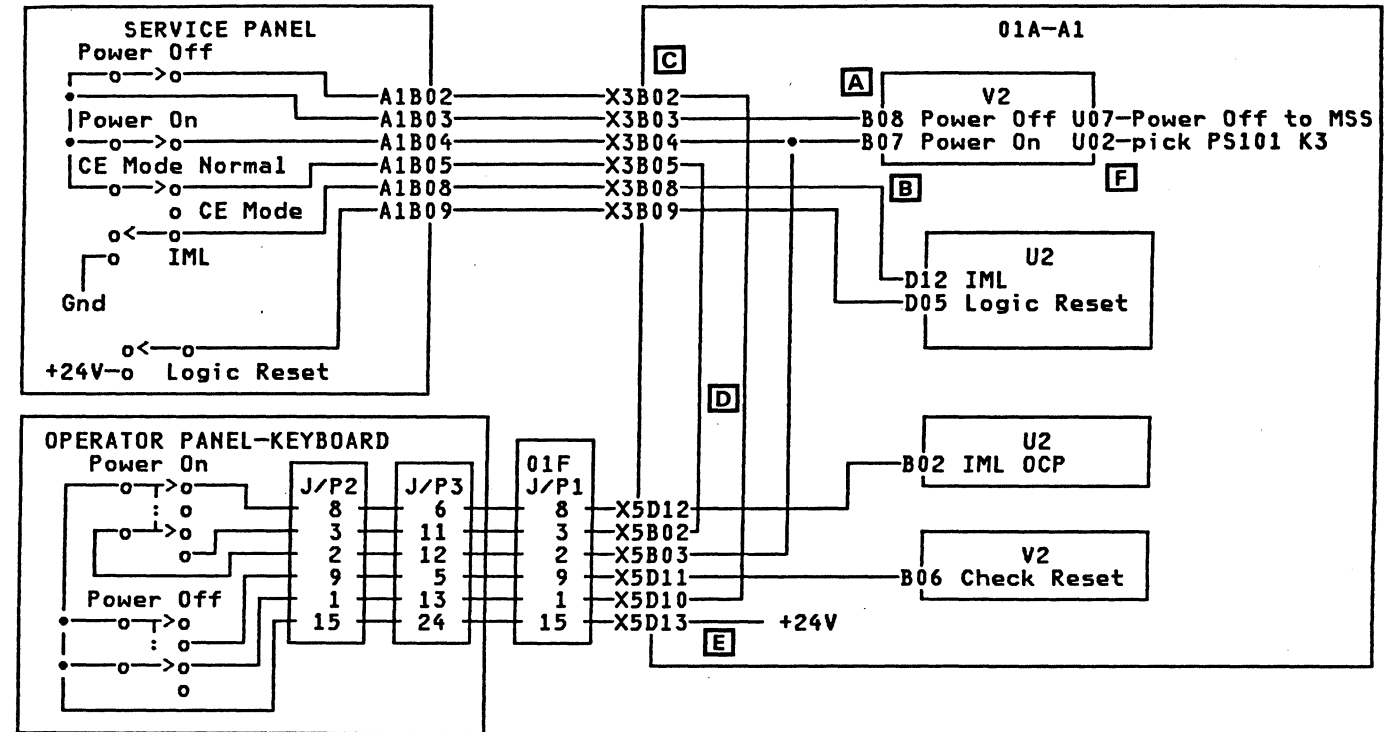 SERVICE PANEL
Power Off
A1B02
A1B03
Power On
A1B04
CE Mode Normal
A1B05
A1B08
CE Mode
A1B09
IML
Gnd
+24V
Logic Reset
01A-A1
C
X3B02
X3B03
X3B04
X3B05
X3B08
X3B09
A
V2
B08 Power Off U07-Power Off to MSS
B07 Power On U02-pick PS101 K3
B
F
U2
D12 IML
D05 Logic Reset
D
OPERATOR PANEL-KEYBOARD
Power On
Power Off
J/P2
8
3
2
9
1
15
J/P3
6
11
12
5
13
24
01F
J/P1
8
3
2
9
1
15
X5D12
X5B02
X5B03
X5D11
X5D10
X5D13
+24V
E
U2
B02 IML OCP
V2
B06 Check Reset